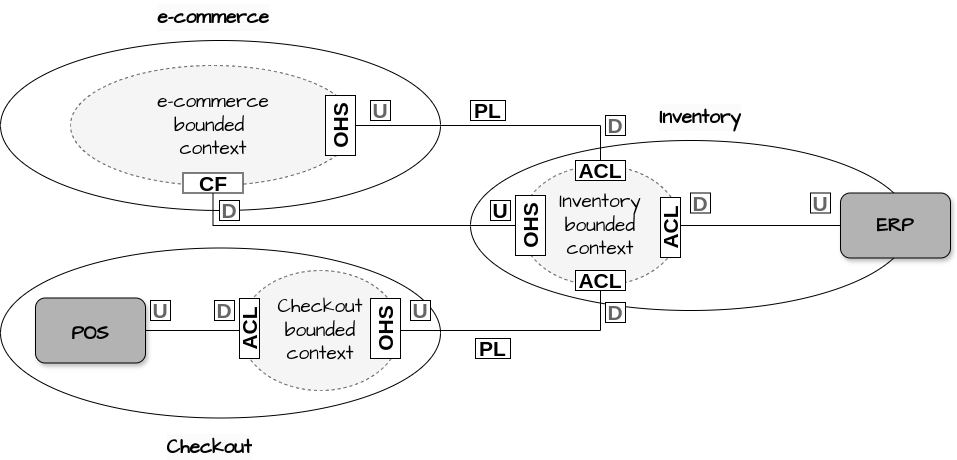 e-commerce
e-commerce
bounded
context
OHS
U
PL
D
CF
D
Inventory
ACL
Inventory
bounded
context
U
OHS
ACL
D
U
ERP
ACL
D
Checkout
bounded
context
POS
U
D
ACL
OHS
U
PL
Checkout